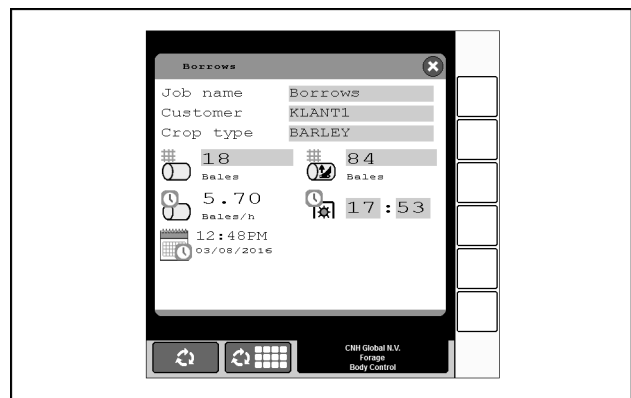 Borrows
Job name Borrows
Customer KLANT1
Crop type BARLEY
18 84
Bales Bales
5.70 17:53
Bales/h
12:48PM
03/08/2016
CNH Global N.V.
Forage
Body Control